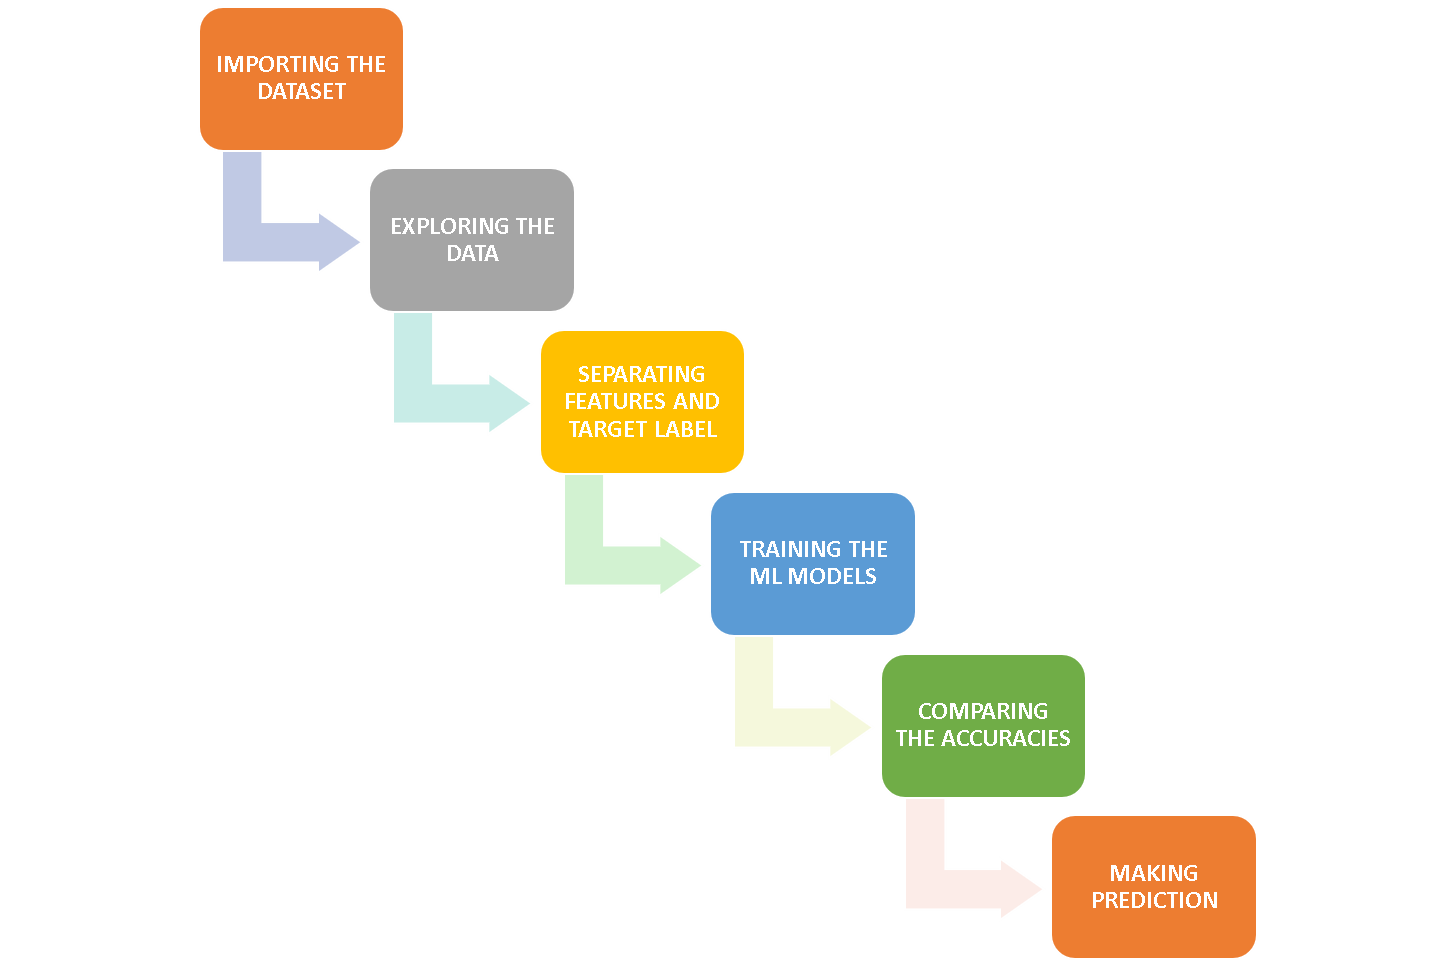 IMPORTING THE
DATASET
EXPLORING THE
DATA
SEPARATING
FEATURES AND
TARGET LABEL
TRAINING THE
ML MODELS
COMPARING
THE ACCURACIES
MAKING
PREDICTION